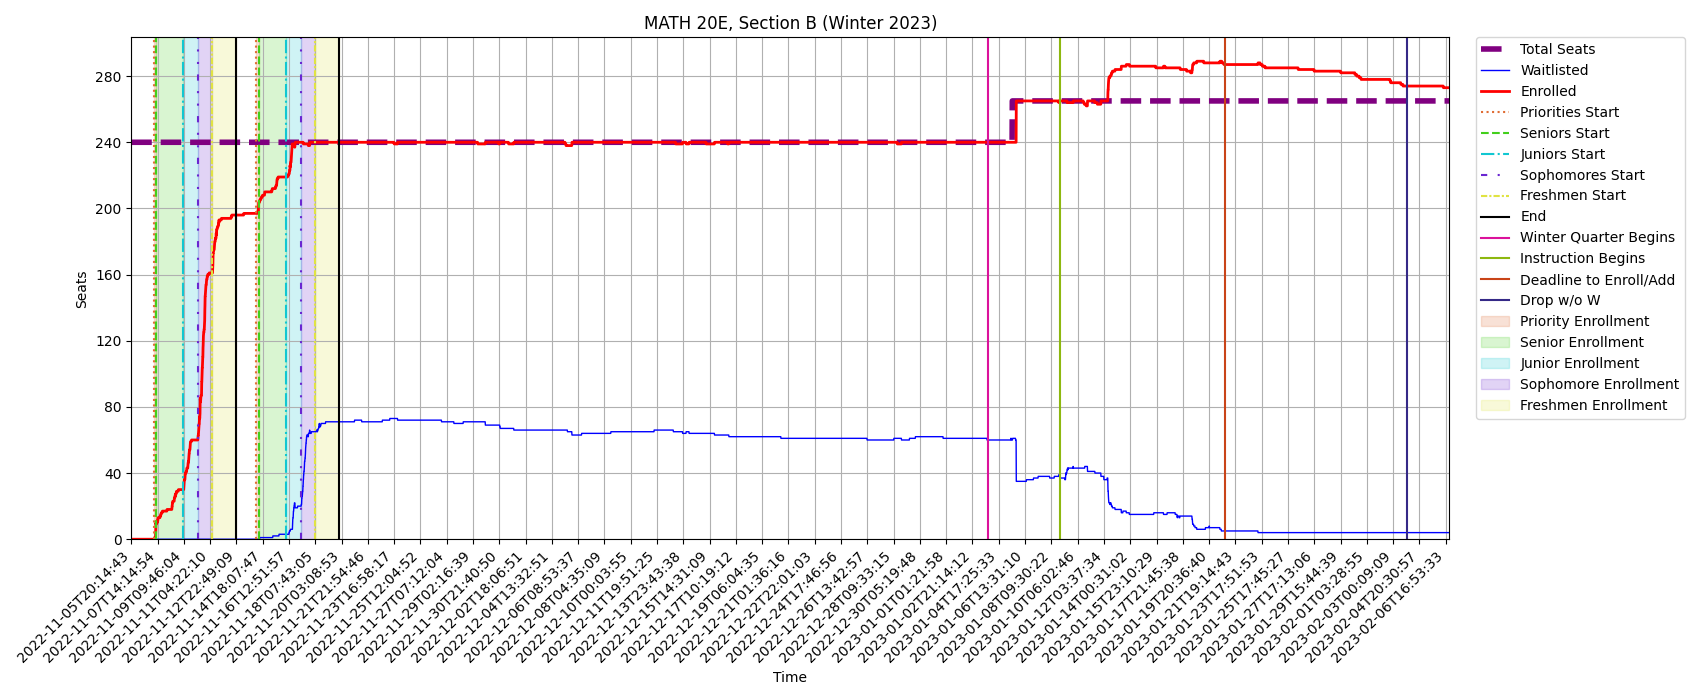 MATH 20E, Section B (Winter 2023)
Seats
280
240
200
160
120
80
40
0
2022-11-05T20:14:43
2022-11-07T14:14:54
2022-11-09T09:46:04
2022-11-11T04:22:10
2022-11-12T22:49:09
2022-11-14T18:07:47
2022-11-16T12:51:57
2022-11-18T07:43:05
2022-11-20T03:08:53
2022-11-21T21:54:46
2022-11-23T16:58:17
2022-11-25T12:04:52
2022-11-27T07:12:04
2022-11-29T02:16:39
2022-11-30T21:40:50
2022-12-02T18:06:51
2022-12-04T13:32:51
2022-12-06T08:53:37
2022-12-08T04:35:09
2022-12-10T00:03:55
2022-12-11T19:51:25
2022-12-13T23:43:38
2022-12-15T14:31:09
2022-12-17T10:19:12
2022-12-19T06:04:35
2022-12-21T01:36:16
2022-12-22T22:01:03
2022-12-24T17:46:56
2022-12-26T13:42:57
2022-12-28T09:33:15
2022-12-30T05:19:48
2023-01-01T01:21:58
2023-01-02T21:14:12
2023-01-04T17:25:33
2023-01-06T13:31:10
2023-01-08T09:30:22
2023-01-10T06:02:46
2023-01-12T03:37:34
2023-01-14T00:31:02
2023-01-15T23:10:29
2023-01-17T21:45:38
2023-01-19T20:36:40
2023-01-21T19:14:43
2023-01-23T17:51:53
2023-01-25T17:45:27
2023-01-27T17:13:06
2023-01-29T15:44:39
2023-02-01T03:28:55
2023-02-03T00:09:09
2023-02-04T20:30:57
2023-02-06T16:53:33
Time
Total Seats
Waitlisted
Enrolled
Priorities Start
Seniors Start
Juniors Start
Sophomores Start
Freshmen Start
End
Winter Quarter Begins
Instruction Begins
Deadline to Enroll/Add
Drop w/o W
Priority Enrollment
Senior Enrollment
Junior Enrollment
Sophomore Enrollment
Freshmen Enrollment